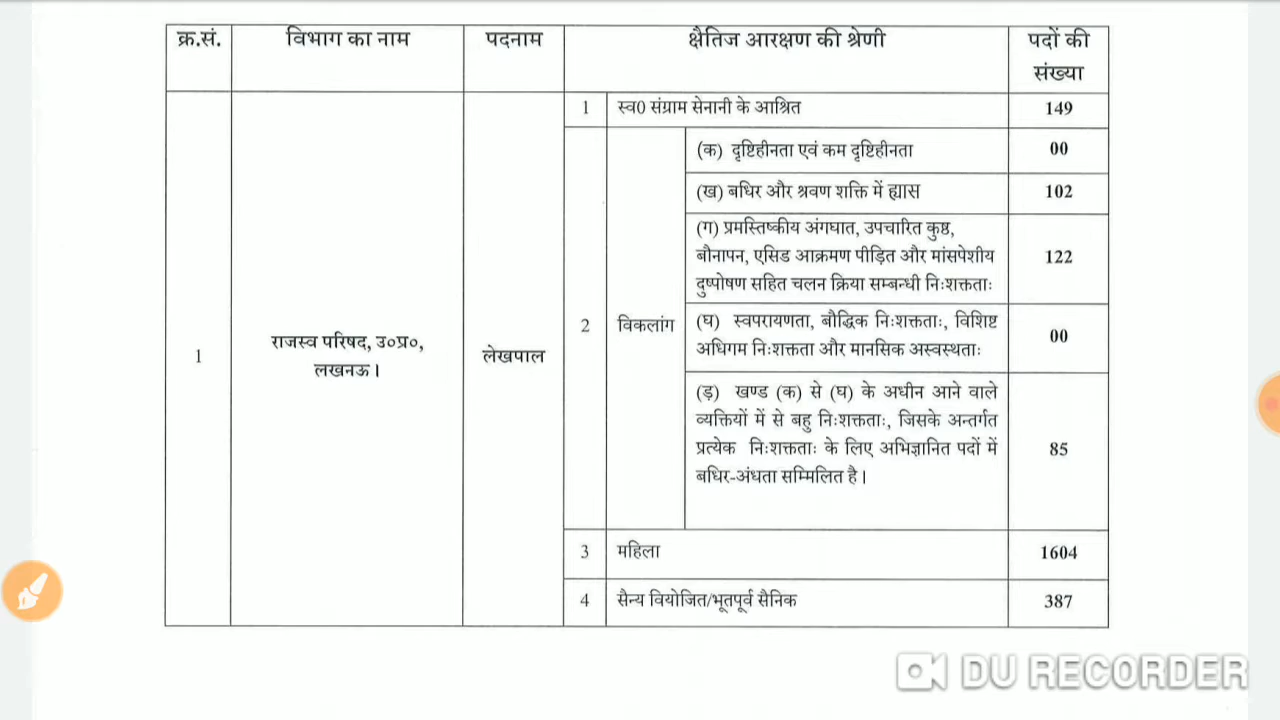 क्र.सं. विभाग का नाम पदनाम क्षैतिज आरक्षण की श्रेणी पदों की
संख्या
1 स्व0 संग्राम सेनानी के आश्रित 149
(क) दृष्टिहीनता एवं कम दृष्टिहीनता 00
(ख) बधिर और श्रवण शक्ति में ह्यास 102
(ग) प्रमस्तिष्कीय अंगघात, उपचारित कुष्ठ,
बौनापन, एसिड आक्रमण पीड़ित और मांसपेशीय 122
दुष्पोषण सहित चलन क्रिया सम्बन्धी निःशक्तताः
2 विकलांग (घ) स्वपरायणता, बौद्धिक निःशक्तताः, विशिष्ट
अधिगम निःशक्तता और मानसिक अस्वस्थताः 00
1 राजस्व परिषद, उ०प्र०,
लखनऊ। लेखपाल
(ड़) खण्ड (क) से (घ) के अधीन आने वाले
व्यक्तियों में से बहु निःशक्तताः, जिसके अन्तर्गत
प्रत्येक निःशक्तताः के लिए अभिज्ञानित पदों में 85
बधिर-अंधता सम्मिलित है।
3 महिला 1604
4 सैन्य वियोजित/भूतपूर्व सैनिक 387
DU RECORDER